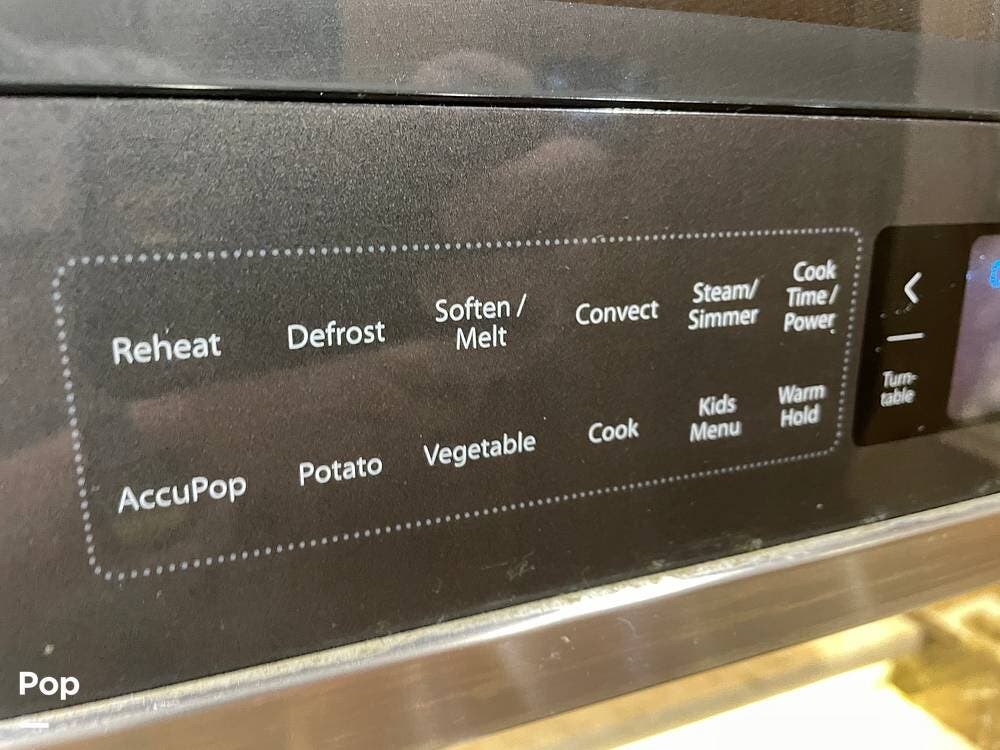 Reheat
Defrost
Soften /
Melt
Convect
Steam/
Simmer
Cook
Time /
Power
<
Turn-
table
AccuPop
Potato
Vegetable
Cook
Kids
Menu
Warm
Hold
Pop